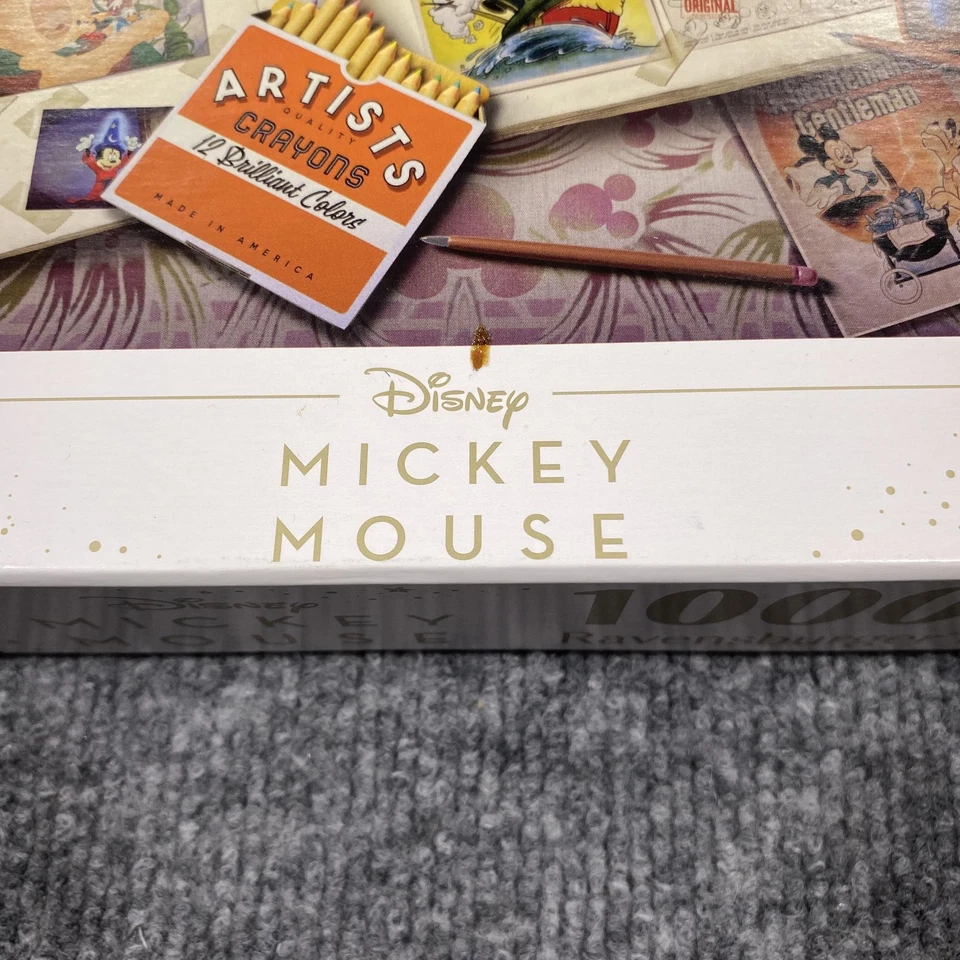 ORIGINAL
Gentleman
ARTISTS
QUALITY
CRAYONS
12 Brilliant Colors
MADE IN AMERICA
Disney
MICKEY
MOUSE
Disney
MICKEY
MOUSE
1000
Ravensburger